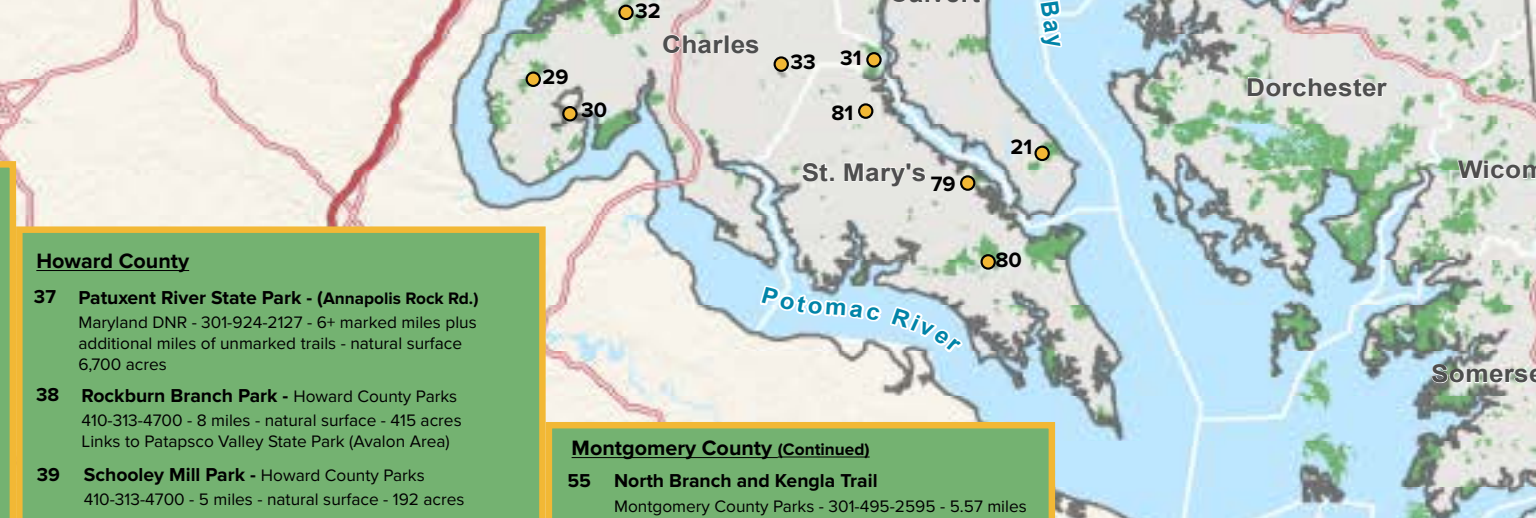 32
Charles
33
31
Bay
29
30
81
Dorchester
21
St. Mary's
79
80
Potomac River
Howard County
37 Patuxent River State Park - (Annapolis Rock Rd.)
Maryland DNR - 301-924-2127 - 6+ marked miles plus
additional miles of unmarked trails - natural surface
6,700 acres
38 Rockburn Branch Park - Howard County Parks
410-313-4700 - 8 miles - natural surface - 415 acres
Links to Patapsco Valley State Park (Avalon Area)
39 Schooley Mill Park - Howard County Parks
410-313-4700 - 5 miles - natural surface - 192 acres
Wicom
Somerse
Montgomery County (Continued)
55 North Branch and Kengla Trail
Montgomery County Parks - 301-495-2595 - 5.57 miles